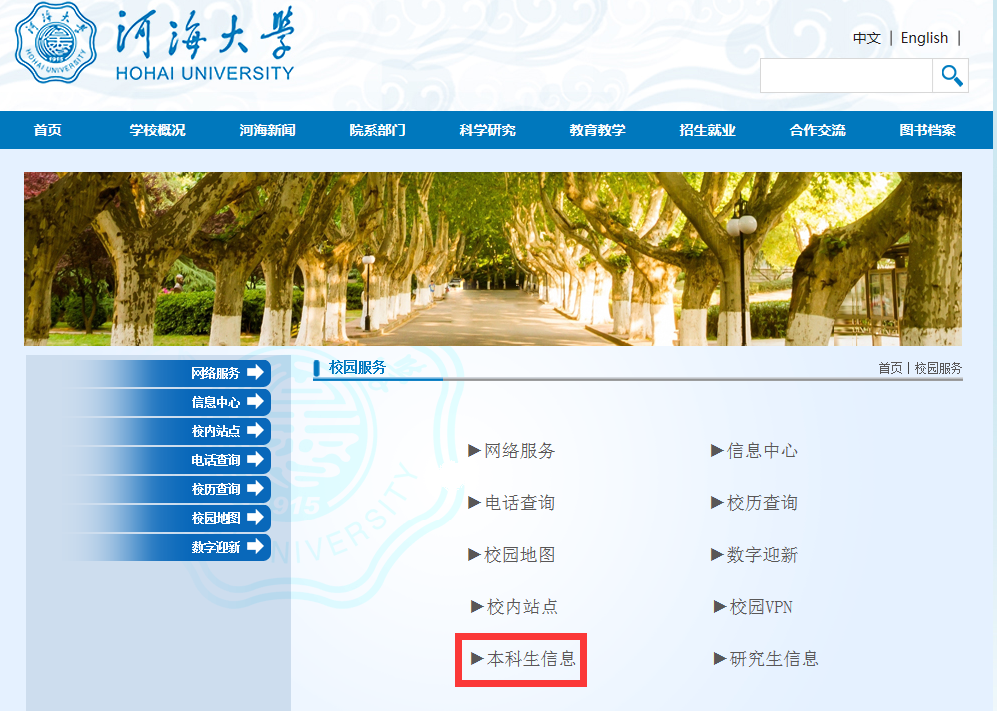 河海大学
HOHAI UNIVERSITY
中文 | English |
首页 学校概况 河海新闻 院系部门 科学研究 教育教学 招生就业 合作交流 图书档案
网络服务
信息中心
校内站点
电话查询
校历查询
校园地图
数字迎新
校园服务
首页 | 校园服务
▶网络服务 ▶信息中心
▶电话查询 ▶校历查询
▶校园地图 ▶数字迎新
▶校内站点 ▶校园VPN
▶本科生信息 ▶研究生信息
1915
UNIVERSITY